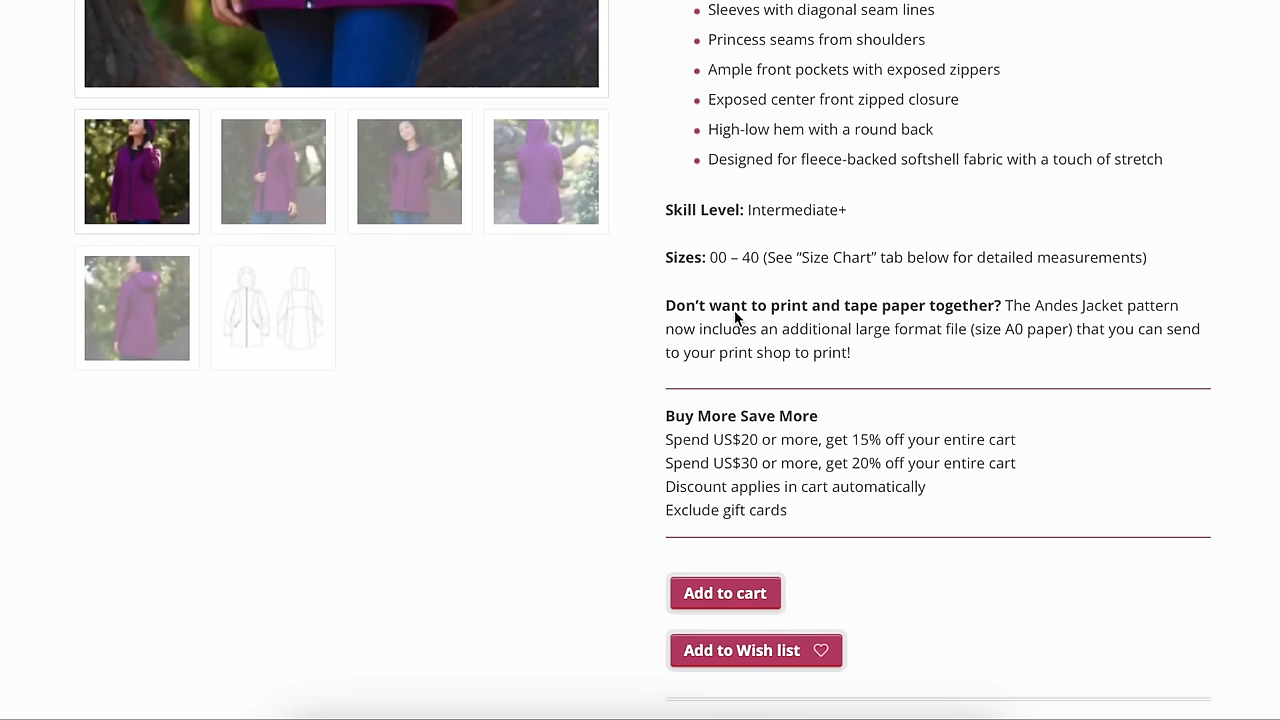 Sleeves with diagonal seam lines
Princess seams from shoulders
Ample front pockets with exposed zippers
Exposed center front zipped closure
High-low hem with a round back
Designed for fleece-backed softshell fabric with a touch of stretch
Skill Level: Intermediate+
Sizes: 00 – 40 (See ”Size Chart” tab below for detailed measurements)
Don’t want to print and tape paper together? The Andes Jacket pattern
now includes an additional large format file (size A0 paper) that you can send
to your print shop to print!
Buy More Save More
Spend US$20 or more, get 15% off your entire cart
Spend US$30 or more, get 20% off your entire cart
Discount applies in cart automatically
Exclude gift cards
Add to cart
Add to Wish list